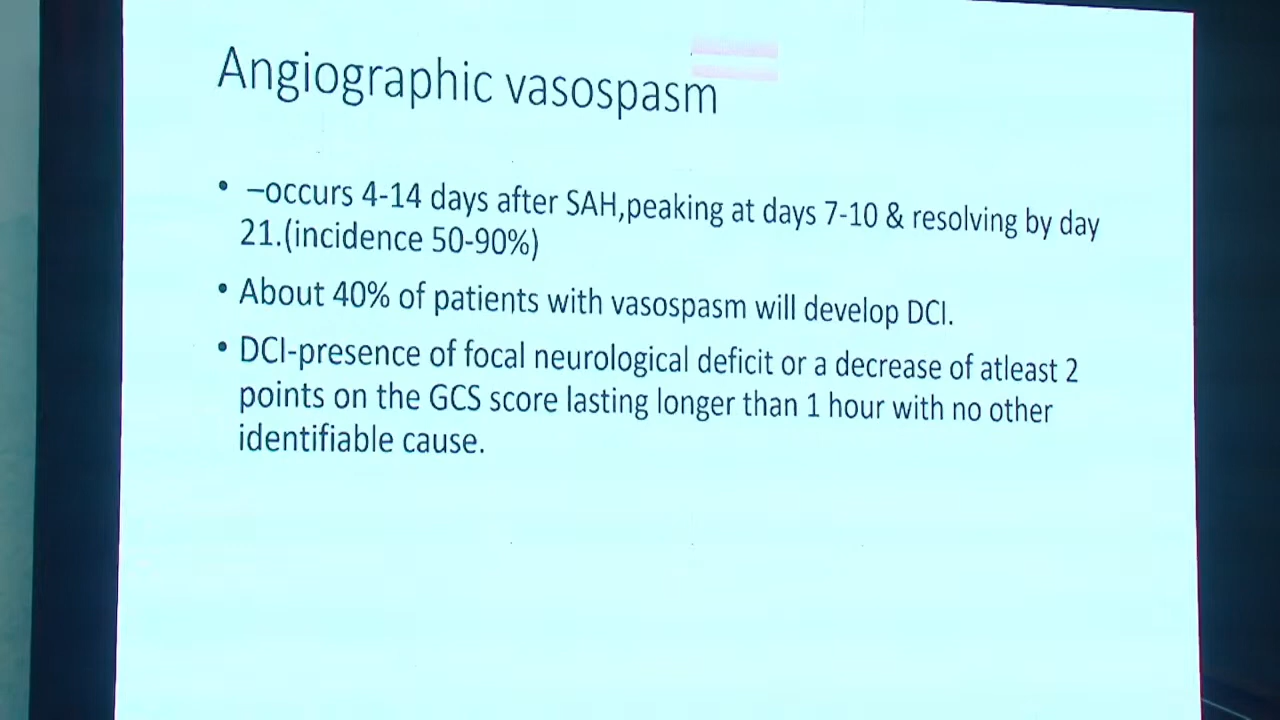 Angiographic vasospasm
• –occurs 4-14 days after SAH,peaking at days 7-10 & resolving by day
21.(incidence 50-90%)
• About 40% of patients with vasospasm will develop DCI.
• DCI-presence of focal neurological deficit or a decrease of atleast 2
points on the GCS score lasting longer than 1 hour with no other
identifiable cause.